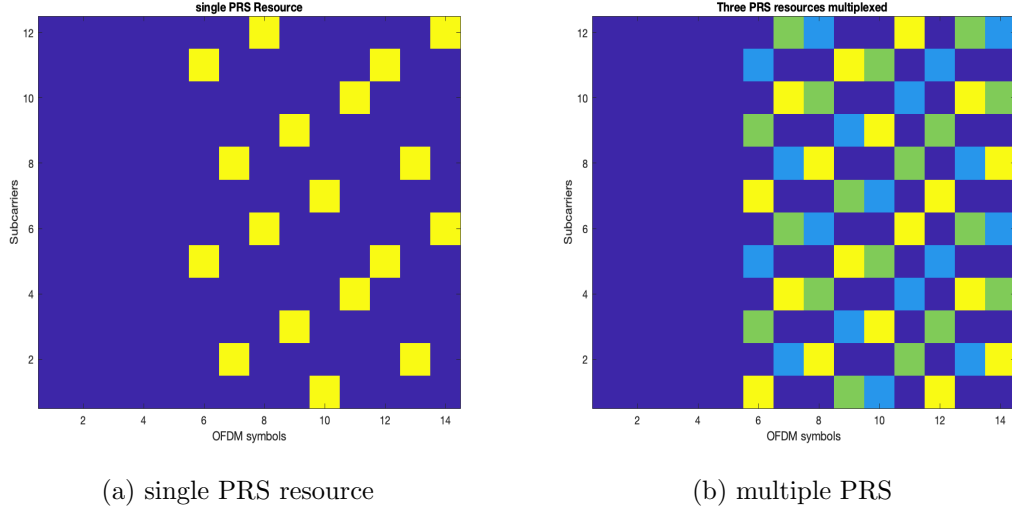 single PRS Resource
12
10
8
6
4
2
Subcarriers
2 4 6 8 10 12 14
OFDM symbols
(a) single PRS resource
Three PRS resources multiplexed
12
10
8
6
4
2
Subcarriers
2 4 6 8 10 12 14
OFDM symbols
(b) multiple PRS